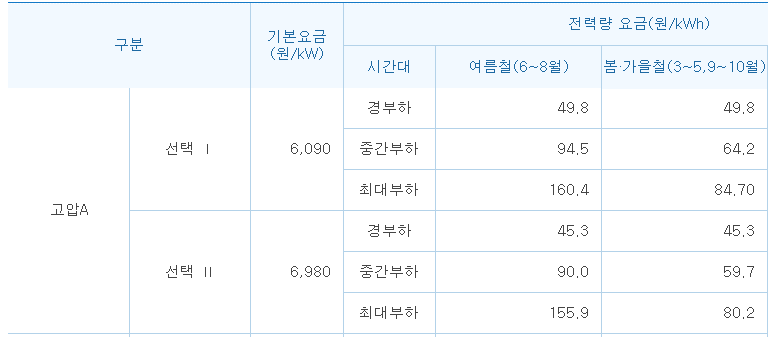 구분
기본요금
(원/kW)
전력량 요금(원/kWh)
시간대
여름철(6~8월)
봄·가을철(3~5,9~10월)
고압A
선택 I
6,090
경부하
49.8
49.8
중간부하
94.5
64.2
최대부하
160.4
84.70
선택 II
6,980
경부하
45.3
45.3
중간부하
90.0
59.7
최대부하
155.9
80.2